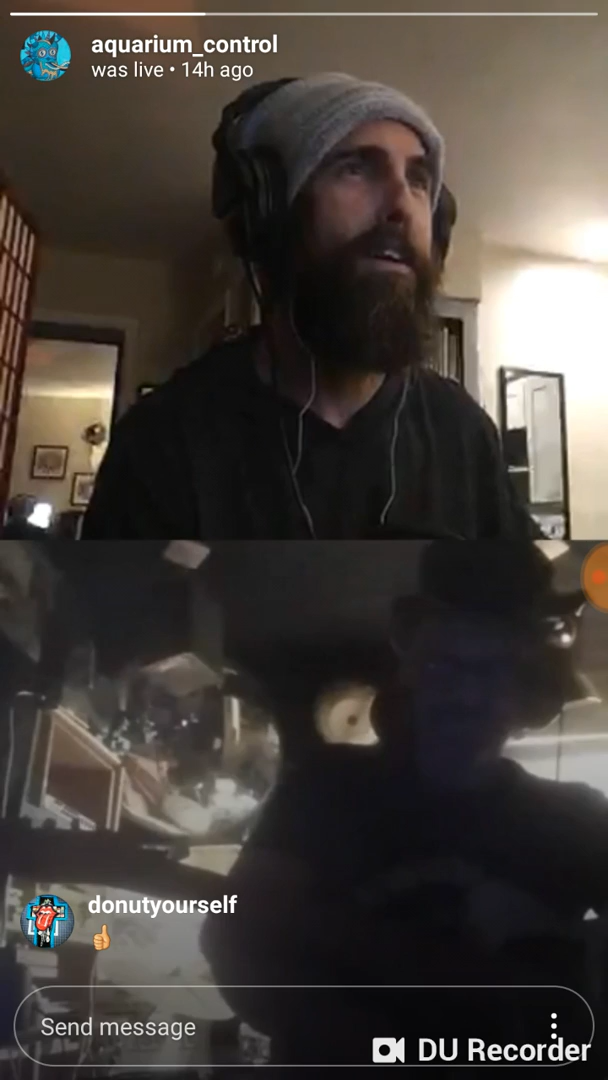 aquarium_control
was live • 14h ago
donutyourself
👍
Send message
DU Recorder